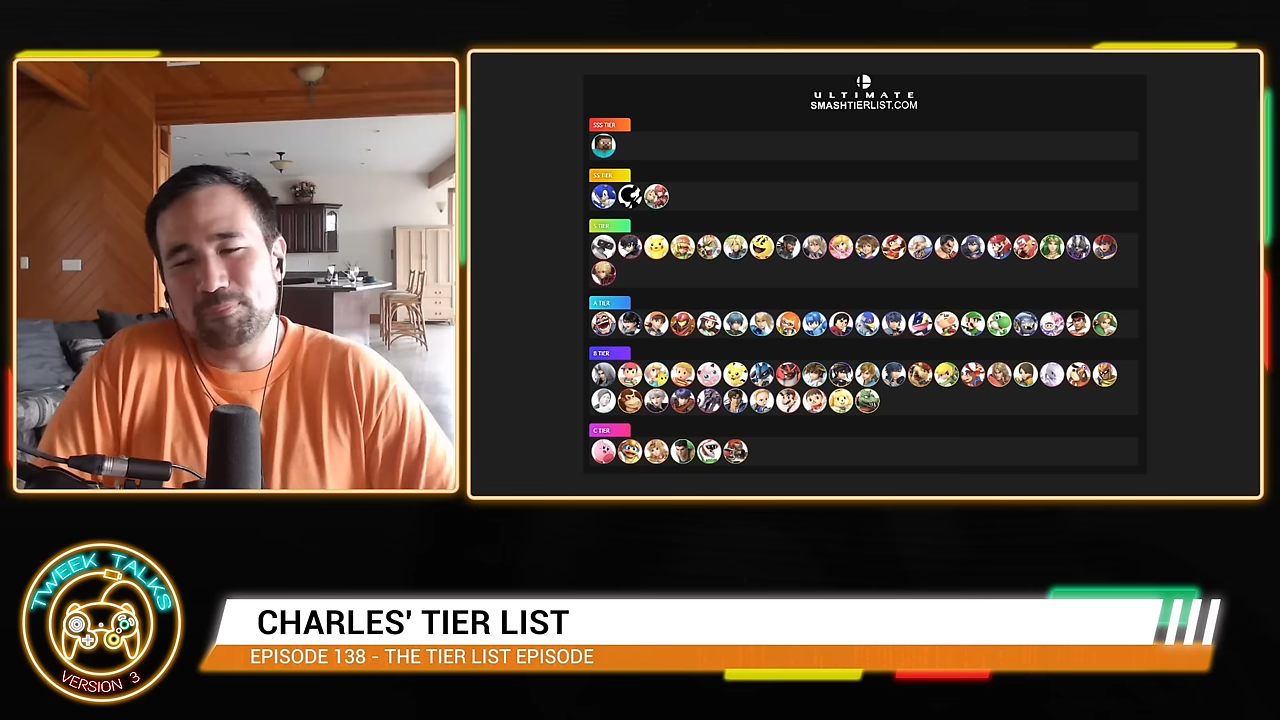 ULTIMATE
SMASHTIERLIST.COM
SSS TIER
SS TIER
S TIER
A TIER
B TIER
C TIER
TWEEK TALKS
VERSION 3
CHARLES' TIER LIST
EPISODE 138 - THE TIER LIST EPISODE